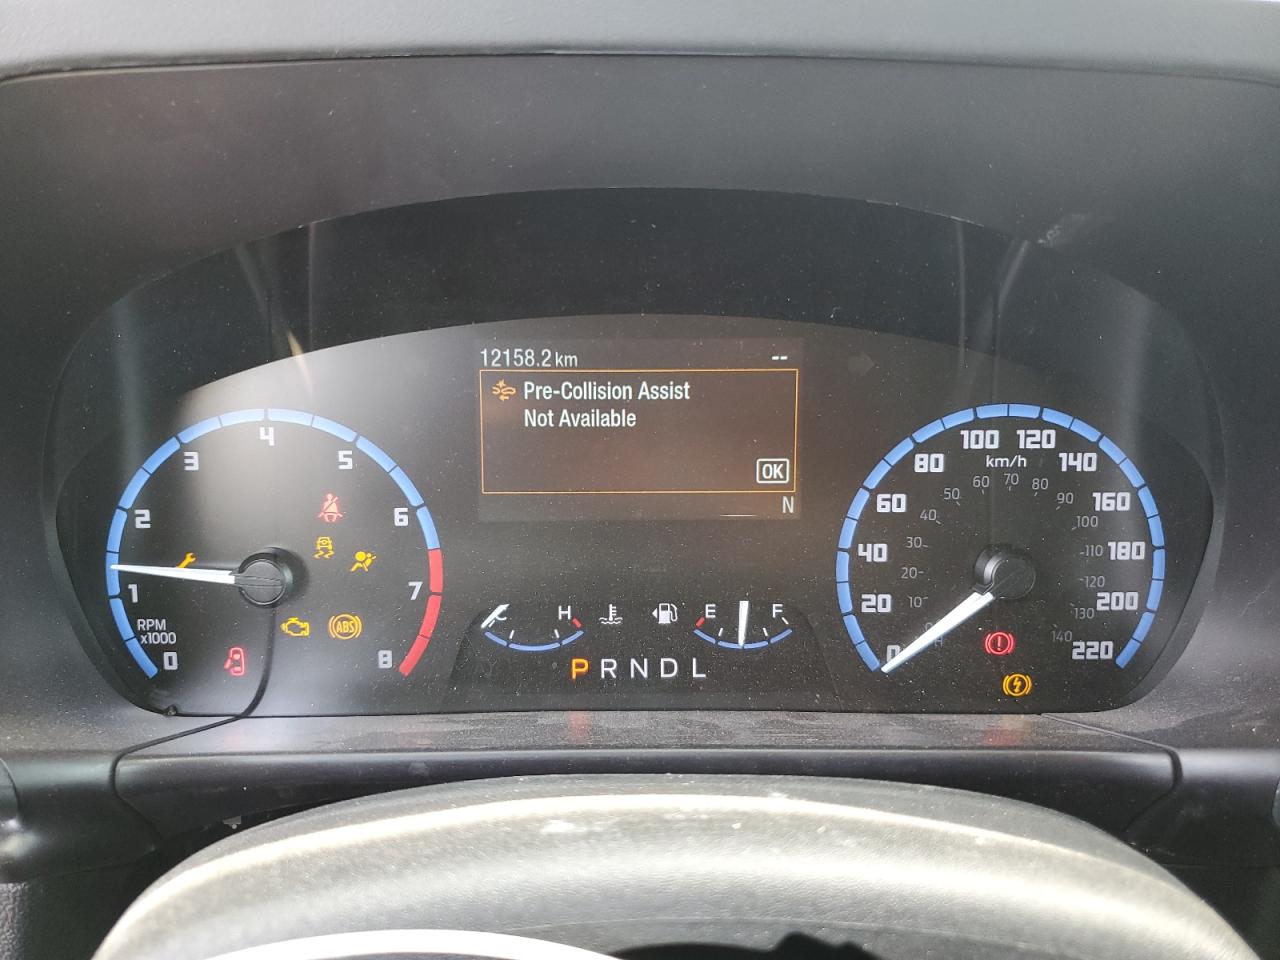 12158.2 km --
Pre-Collision Assist
Not Available
OK
N
0 1 2 3 4 5 6 7 8
RPM
x1000
ABS
C H
E F
P R N D L
0 20 40 60 80 100 120 140 160 180 200 220
km/h
0 10 20 30 40 50 60 70 80 90 100 110 120 130 140